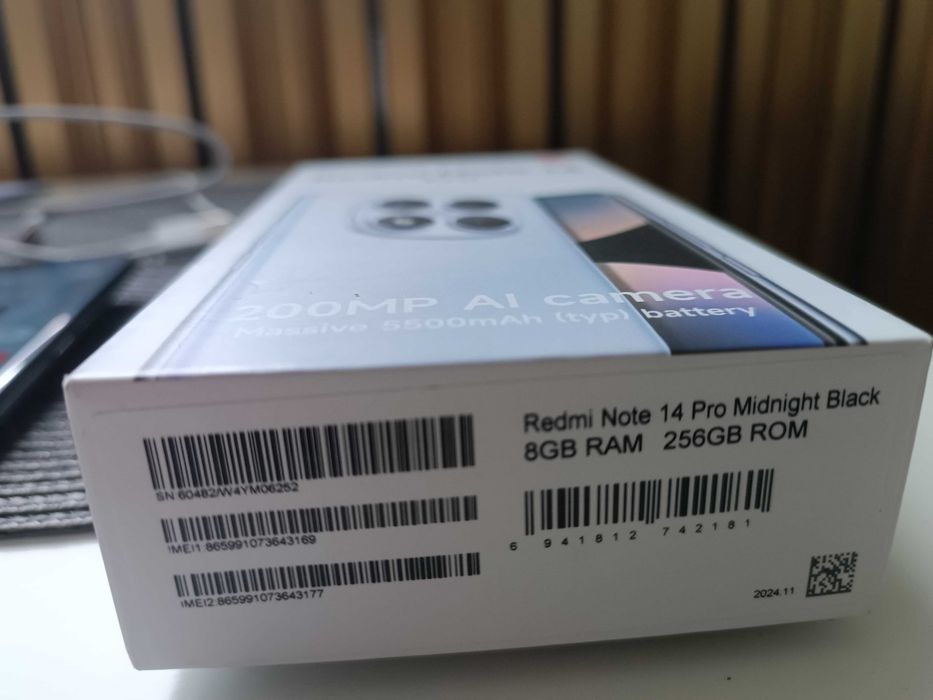 200MP AI camera
Massive 5500mAh (typ) battery
Redmi Note 14 Pro Midnight Black
8GB RAM 256GB ROM
SN:60482/W4YM06252
IMEI1:865991073643169
IMEI2:865991073643177
6 941812 742181
2024.11